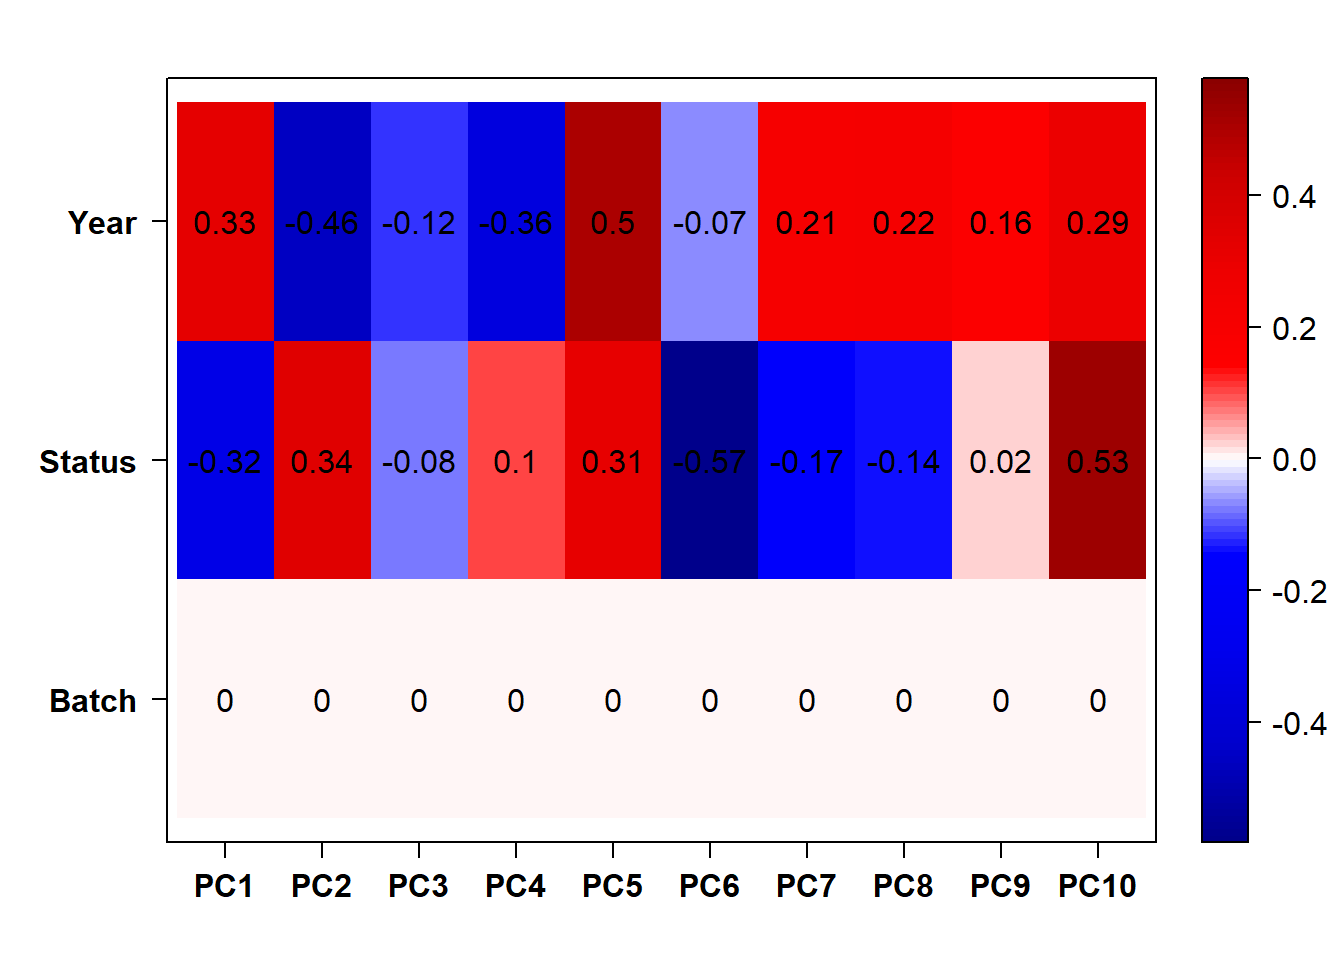 Year 0.33 -0.46 -0.12 -0.36 0.5 -0.07 0.21 0.22 0.16 0.29
Status -0.32 0.34 -0.08 0.1 0.31 -0.57 -0.17 -0.14 0.02 0.53
Batch 0 0 0 0 0 0 0 0 0 0
PC1 PC2 PC3 PC4 PC5 PC6 PC7 PC8 PC9 PC10
0.4
0.2
0.0
-0.2
-0.4